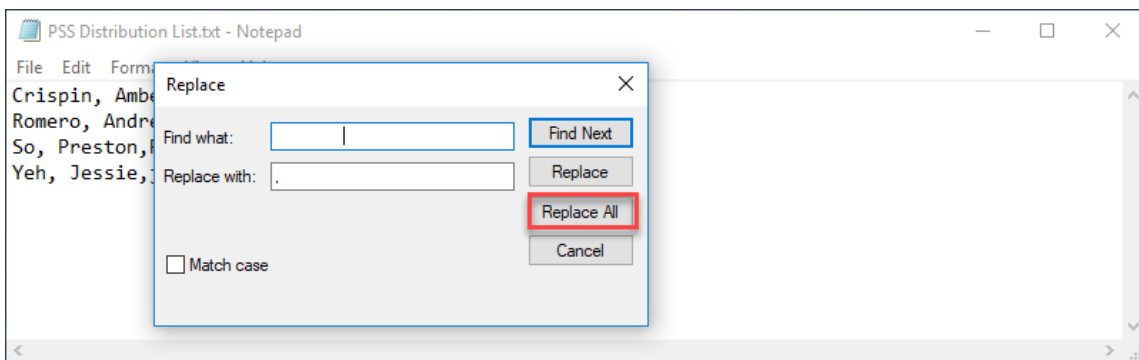 PSS Distribution List.txt - Notepad
File Edit
Crispin,
Romero,
So, Preston,
Yeh, Jessie,
Replace
Find what:
Find Next
Replace with: ,
Replace
Replace All
Match case
Cancel